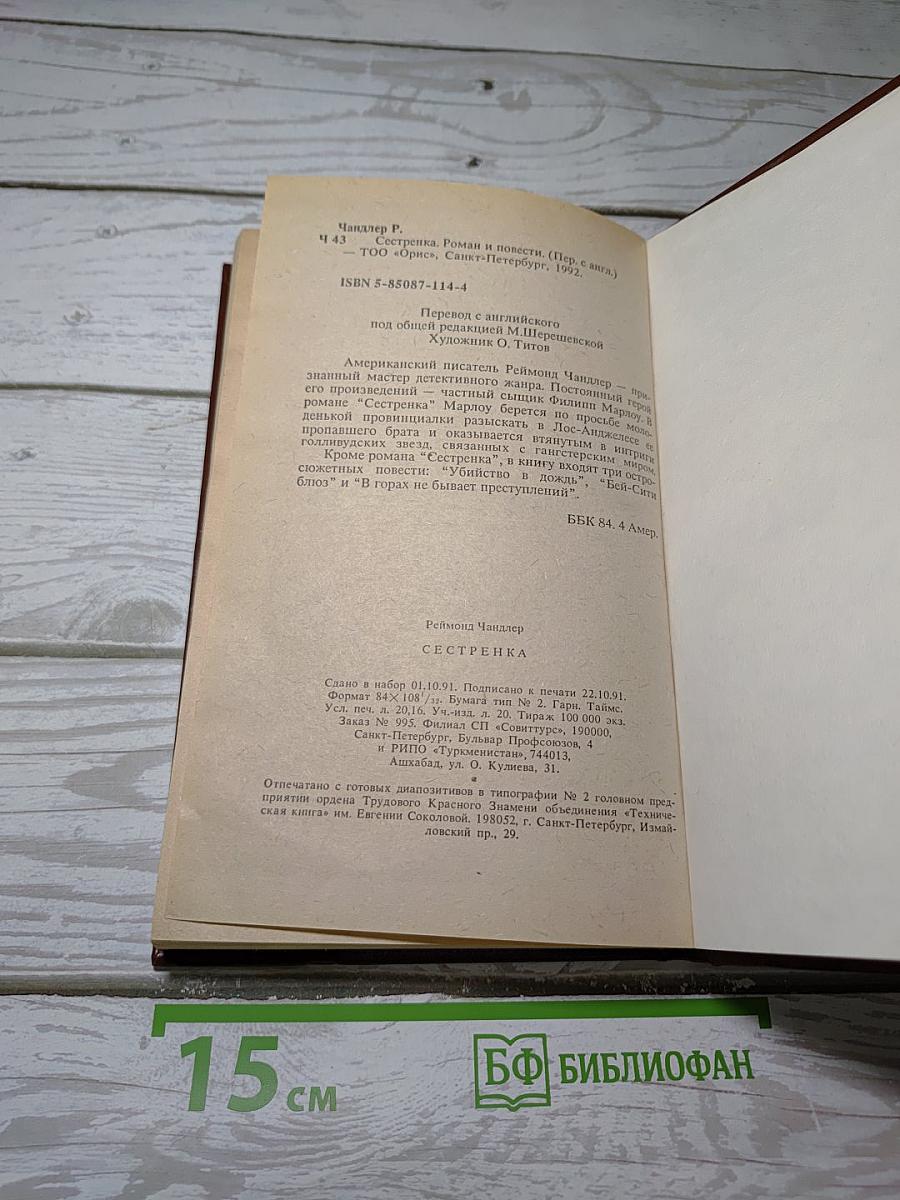 Чандлер Р.
Ч 43 Сестренка. Роман и повести. (Пер. с англ.)
— ТОО «Орис», Санкт-Петербург, 1992.
ISBN 5-85087-114-4
Перевод с английского
под общей редакцией М.Шерешевской
Художник О. Титов
Американский писатель Реймонд Чандлер — при-
знанный мастер детективного жанра. Постоянный герой
его произведений — частный сыщик Филипп Марлоу. В
романе “Сестренка” Марлоу берется по просьбе моло-
денькой провинциалки разыскать в Лос-Анджелесе ее
пропавшего брата и оказывается втянутым в интриги
голливудских звезд, связанных с гангстерским миром.
Кроме романа “Сестренка”, в книгу входят три остро-
сюжетных повести: “Убийство в дождь”, “Бей-Сити
блюз” и “В горах не бывает преступлений”.
ББК 84. 4 Амер.
Реймонд Чандлер
СЕСТРЕНКА
Сдано в набор 01.10.91. Подписано к печати 22.10.91.
Формат 84×108¹/₃₂. Бумага тип № 2. Гарн. Таймс.
Усл. печ. л. 20,16. Уч.-изд. л. 20. Тираж 100 000 экз.
Заказ № 995. Филиал СП «Совиттурс», 190000,
Санкт-Петербург, Бульвар Профсоюзов, 4
и РИПО «Туркменистан», 744013,
Ашхабад, ул. О. Кулиева, 31.
Отпечатано с готовых диапозитивов в типографии № 2 головном пред-
приятии ордена Трудового Красного Знамени объединения «Техниче-
ская книга» им. Евгении Соколовой. 198052, г. Санкт-Петербург, Измай-
ловский пр., 29.
15 см
БФ БИБЛИОФАН